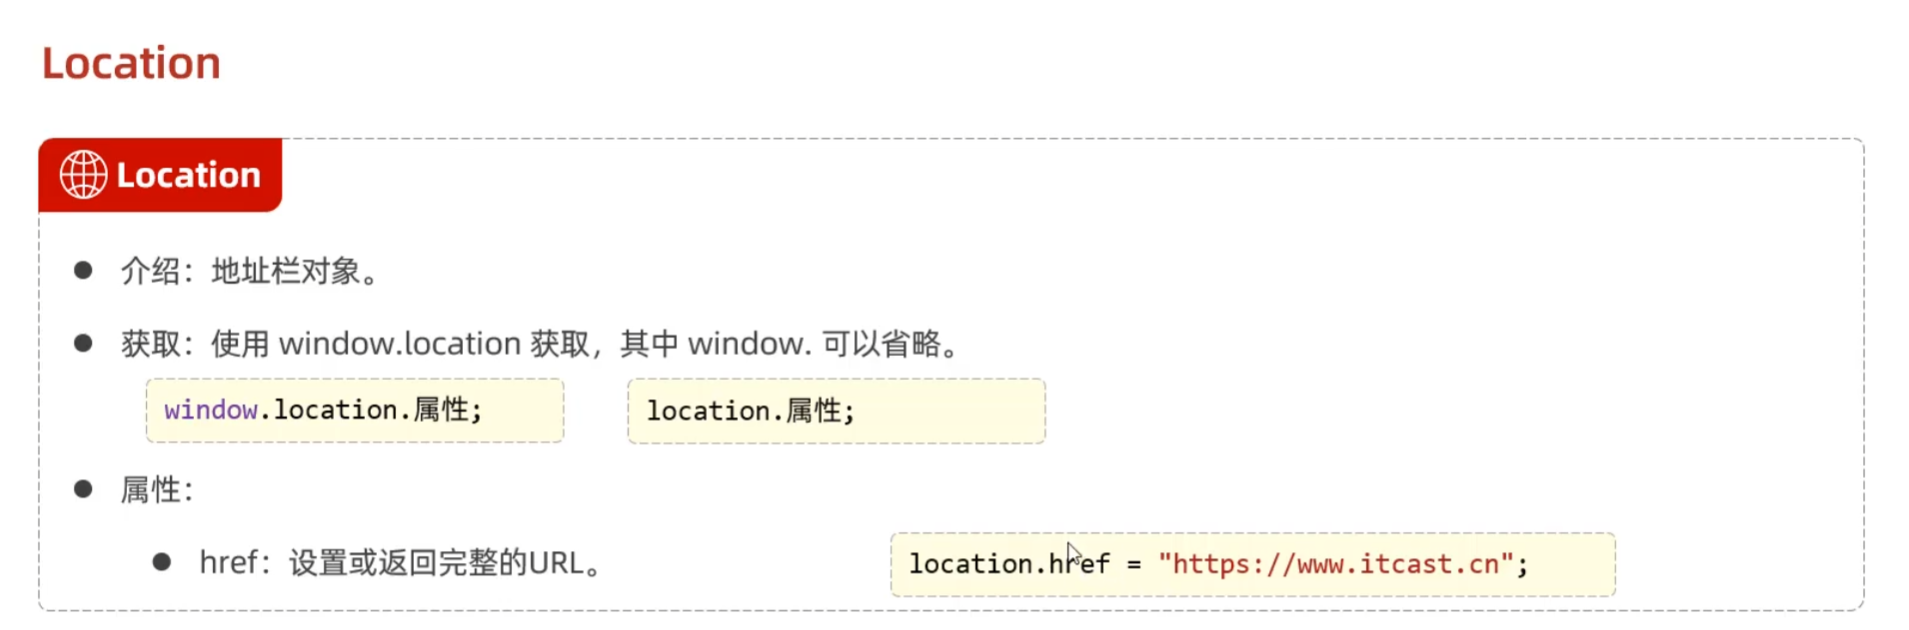 Location
Location
介绍：地址栏对象。
获取：使用 window.location 获取，其中 window. 可以省略。
window.location.属性;
location.属性;
属性：
href：设置或返回完整的URL。
location.href = "https://www.itcast.cn";